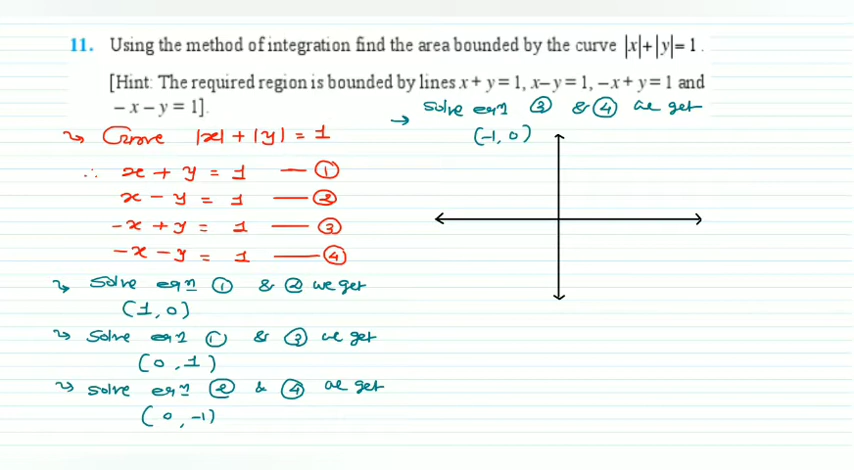 11. Using the method of integration find the area bounded by the curve |x|+|y|= 1 .
[Hint: The required region is bounded by lines x + y = 1, x– y = 1, –x + y = 1 and
– x – y = 1].
→ Solve eqn ③ & ④ we get
(-1, 0)
Curve |x| + |y| = 1
∴ x + y = 1 — ①
x - y = 1 — ②
-x + y = 1 — ③
-x - y = 1 — ④
Solve eqn ① & ② we get
(1, 0)
Solve eqn ① & ③ we get
(0, 1)
Solve eqn ② & ④ we get
(0, -1)